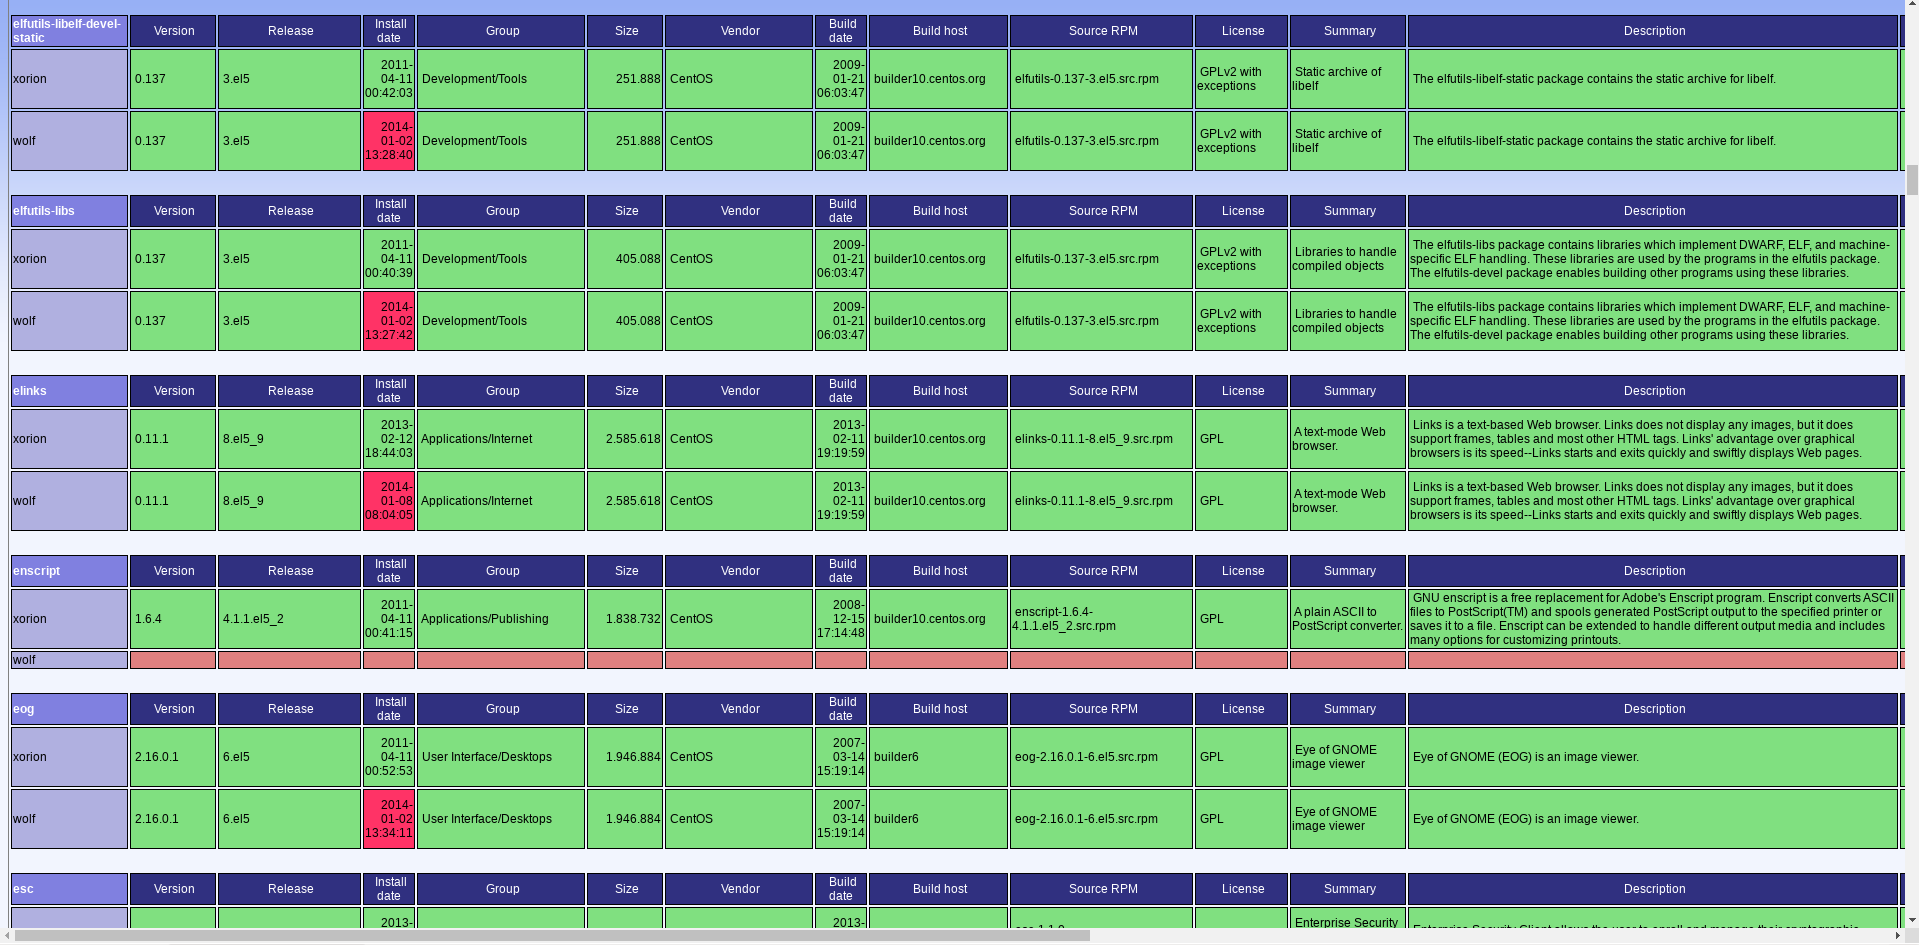 elfutils-libelf-devel-static Version Release Install date Group Size Vendor Build date Build host Source RPM License Summary Description
xorion 0.137 3.el5 2011-04-11 00:42:03 Development/Tools 251.888 CentOS 2009-01-21 06:03:47 builder10.centos.org elfutils-0.137-3.el5.src.rpm GPLv2 with exceptions Static archive of libelf The elfutils-libelf-static package contains the static archive for libelf.
wolf 0.137 3.el5 2014-01-02 13:28:40 Development/Tools 251.888 CentOS 2009-01-21 06:03:47 builder10.centos.org elfutils-0.137-3.el5.src.rpm GPLv2 with exceptions Static archive of libelf The elfutils-libelf-static package contains the static archive for libelf.
elfutils-libs Version Release Install date Group Size Vendor Build date Build host Source RPM License Summary Description
xorion 0.137 3.el5 2011-04-11 00:40:39 Development/Tools 405.088 CentOS 2009-01-21 06:03:47 builder10.centos.org elfutils-0.137-3.el5.src.rpm GPLv2 with exceptions Libraries to handle compiled objects The elfutils-libs package contains libraries which implement DWARF, ELF, and machine-specific ELF handling. These libraries are used by the programs in the elfutils package. The elfutils-devel package enables building other programs using these libraries.
wolf 0.137 3.el5 2014-01-02 13:27:42 Development/Tools 405.088 CentOS 2009-01-21 06:03:47 builder10.centos.org elfutils-0.137-3.el5.src.rpm GPLv2 with exceptions Libraries to handle compiled objects The elfutils-libs package contains libraries which implement DWARF, ELF, and machine-specific ELF handling. These libraries are used by the programs in the elfutils package. The elfutils-devel package enables building other programs using these libraries.
elinks Version Release Install date Group Size Vendor Build date Build host Source RPM License Summary Description
xorion 0.11.1 8.el5_9 2013-02-12 18:44:03 Applications/Internet 2.585.618 CentOS 2013-02-11 19:19:59 builder10.centos.org elinks-0.11.1-8.el5_9.src.rpm GPL A text-mode Web browser. Links is a text-based Web browser. Links does not display any images, but it does support frames, tables and most other HTML tags. Links' advantage over graphical browsers is its speed--Links starts and exits quickly and swiftly displays Web pages.
wolf 0.11.1 8.el5_9 2014-01-08 08:04:05 Applications/Internet 2.585.618 CentOS 2013-02-11 19:19:59 builder10.centos.org elinks-0.11.1-8.el5_9.src.rpm GPL A text-mode Web browser. Links is a text-based Web browser. Links does not display any images, but it does support frames, tables and most other HTML tags. Links' advantage over graphical browsers is its speed--Links starts and exits quickly and swiftly displays Web pages.
enscript Version Release Install date Group Size Vendor Build date Build host Source RPM License Summary Description
xorion 1.6.4 4.1.1.el5_2 2011-04-11 00:41:15 Applications/Publishing 1.838.732 CentOS 2008-12-15 17:14:48 builder10.centos.org enscript-1.6.4-4.1.1.el5_2.src.rpm GPL A plain ASCII to PostScript converter. GNU enscript is a free replacement for Adobe's Enscript program. Enscript converts ASCII files to PostScript(TM) and spools generated PostScript output to the specified printer or saves it to a file. Enscript can be extended to handle different output media and includes many options for customizing printouts.
wolf
eog Version Release Install date Group Size Vendor Build date Build host Source RPM License Summary Description
xorion 2.16.0.1 6.el5 2011-04-11 00:52:53 User Interface/Desktops 1.946.884 CentOS 2007-03-14 15:19:14 builder6 eog-2.16.0.1-6.el5.src.rpm GPL Eye of GNOME image viewer Eye of GNOME (EOG) is an image viewer.
wolf 2.16.0.1 6.el5 2014-01-02 13:34:11 User Interface/Desktops 1.946.884 CentOS 2007-03-14 15:19:14 builder6 eog-2.16.0.1-6.el5.src.rpm GPL Eye of GNOME image viewer Eye of GNOME (EOG) is an image viewer.
esc Version Release Install date Group Size Vendor Build date Build host Source RPM License Summary Description
2013- 2013- Enterprise Security